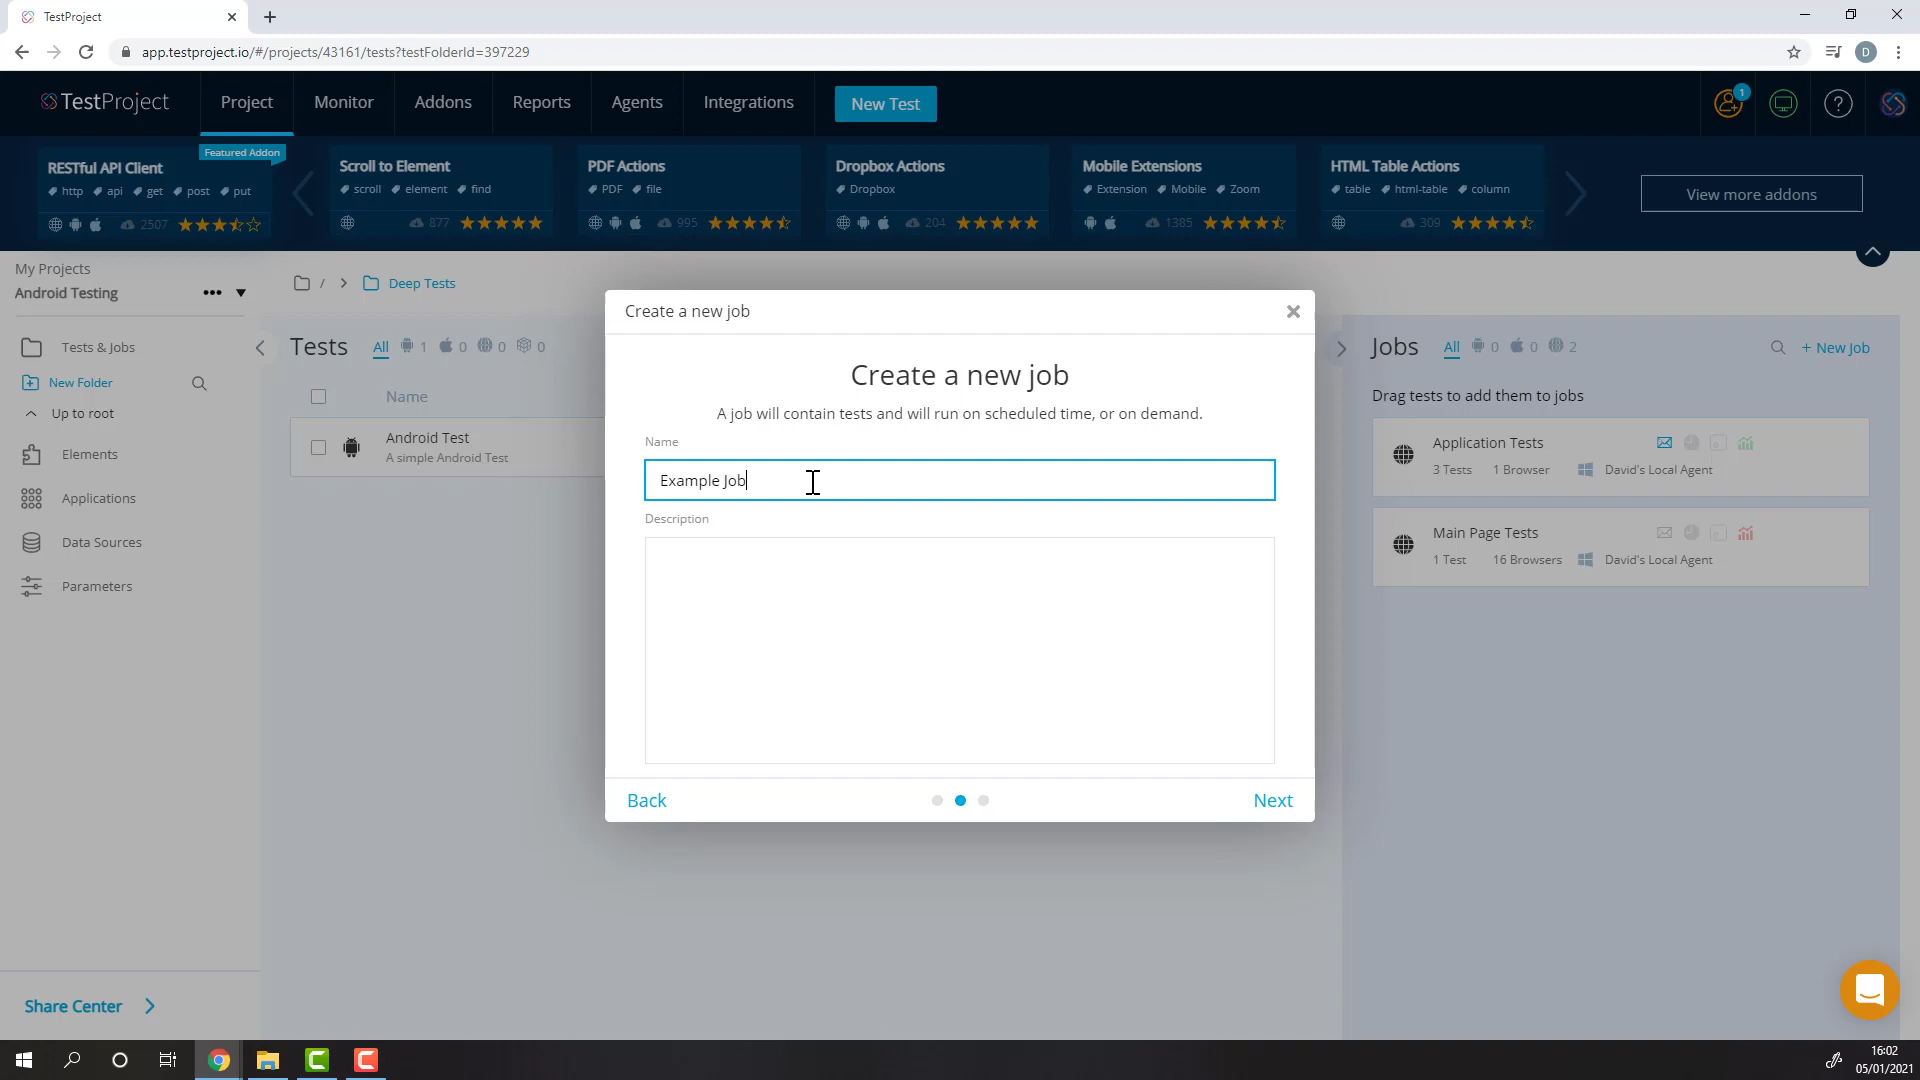 TestProject
app.testproject.io/#/projects/43161/tests?testFolderId=397229
D
TestProject
Project
Monitor
Addons
Reports
Agents
Integrations
New Test
1
?
Featured Addon
RESTful API Client
http api get post put
2507
Scroll to Element
scroll element find
877
PDF Actions
PDF file
995
Dropbox Actions
Dropbox
204
Mobile Extensions
Extension Mobile Zoom
1385
HTML Table Actions
table html-table column
309
View more addons
My Projects
Android Testing
Tests & Jobs
New Folder
Up to root
Elements
Applications
Data Sources
Parameters
Share Center
/ > Deep Tests
Tests All 1 0 0 0
Name
Android Test
A simple Android Test
Create a new job
Create a new job
A job will contain tests and will run on scheduled time, or on demand.
Name
Example Job
Description
Back
Next
Jobs All 0 0 2
+ New Job
Drag tests to add them to jobs
Application Tests
3 Tests 1 Browser David's Local Agent
Main Page Tests
1 Test 16 Browsers David's Local Agent
16:02
05/01/2021